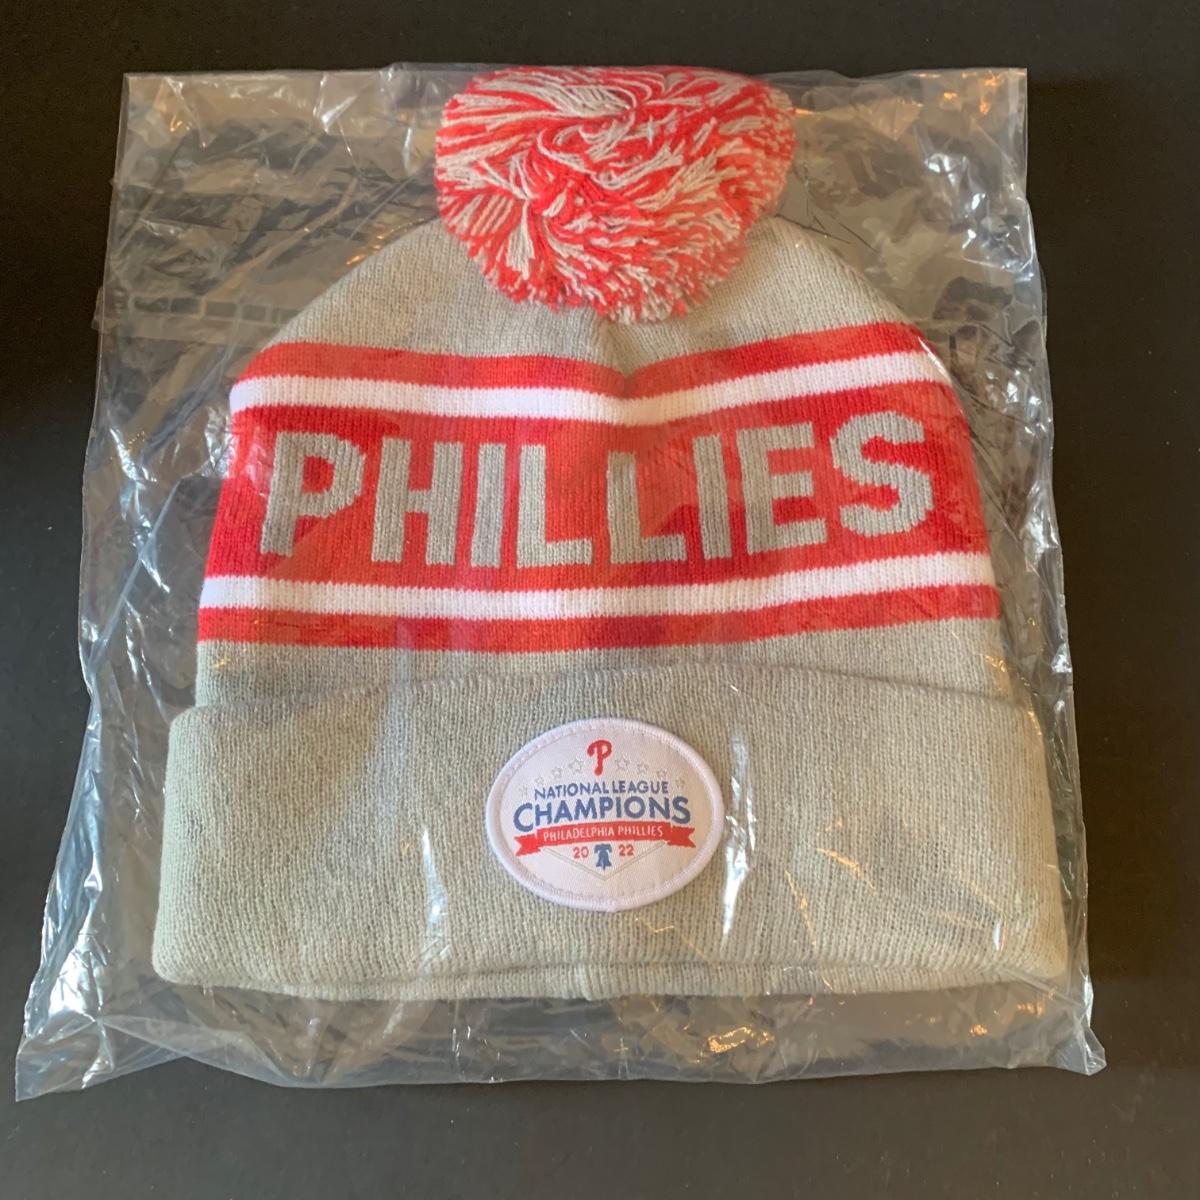 PHILLIES
P
NATIONAL LEAGUE
CHAMPIONS
PHILADELPHIA PHILLIES
20 22